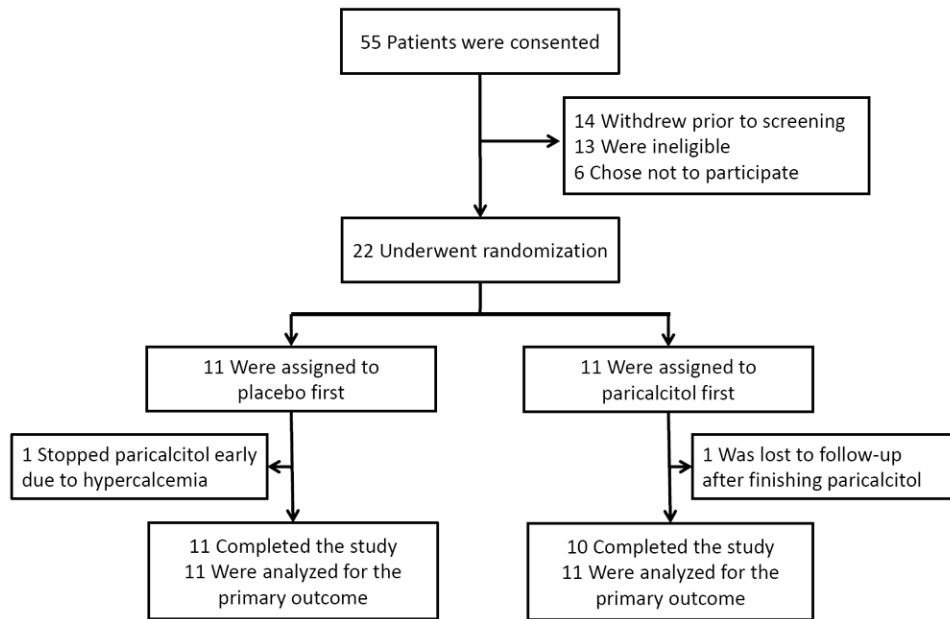 55 Patients were consented
14 Withdrew prior to screening
13 Were ineligible
6 Chose not to participate
22 Underwent randomization
11 Were assigned to
placebo first
11 Were assigned to
paricalcitol first
1 Stopped paricalcitol early
due to hypercalcemia
1 Was lost to follow-up
after finishing paricalcitol
11 Completed the study
11 Were analyzed for the
primary outcome
10 Completed the study
11 Were analyzed for the
primary outcome